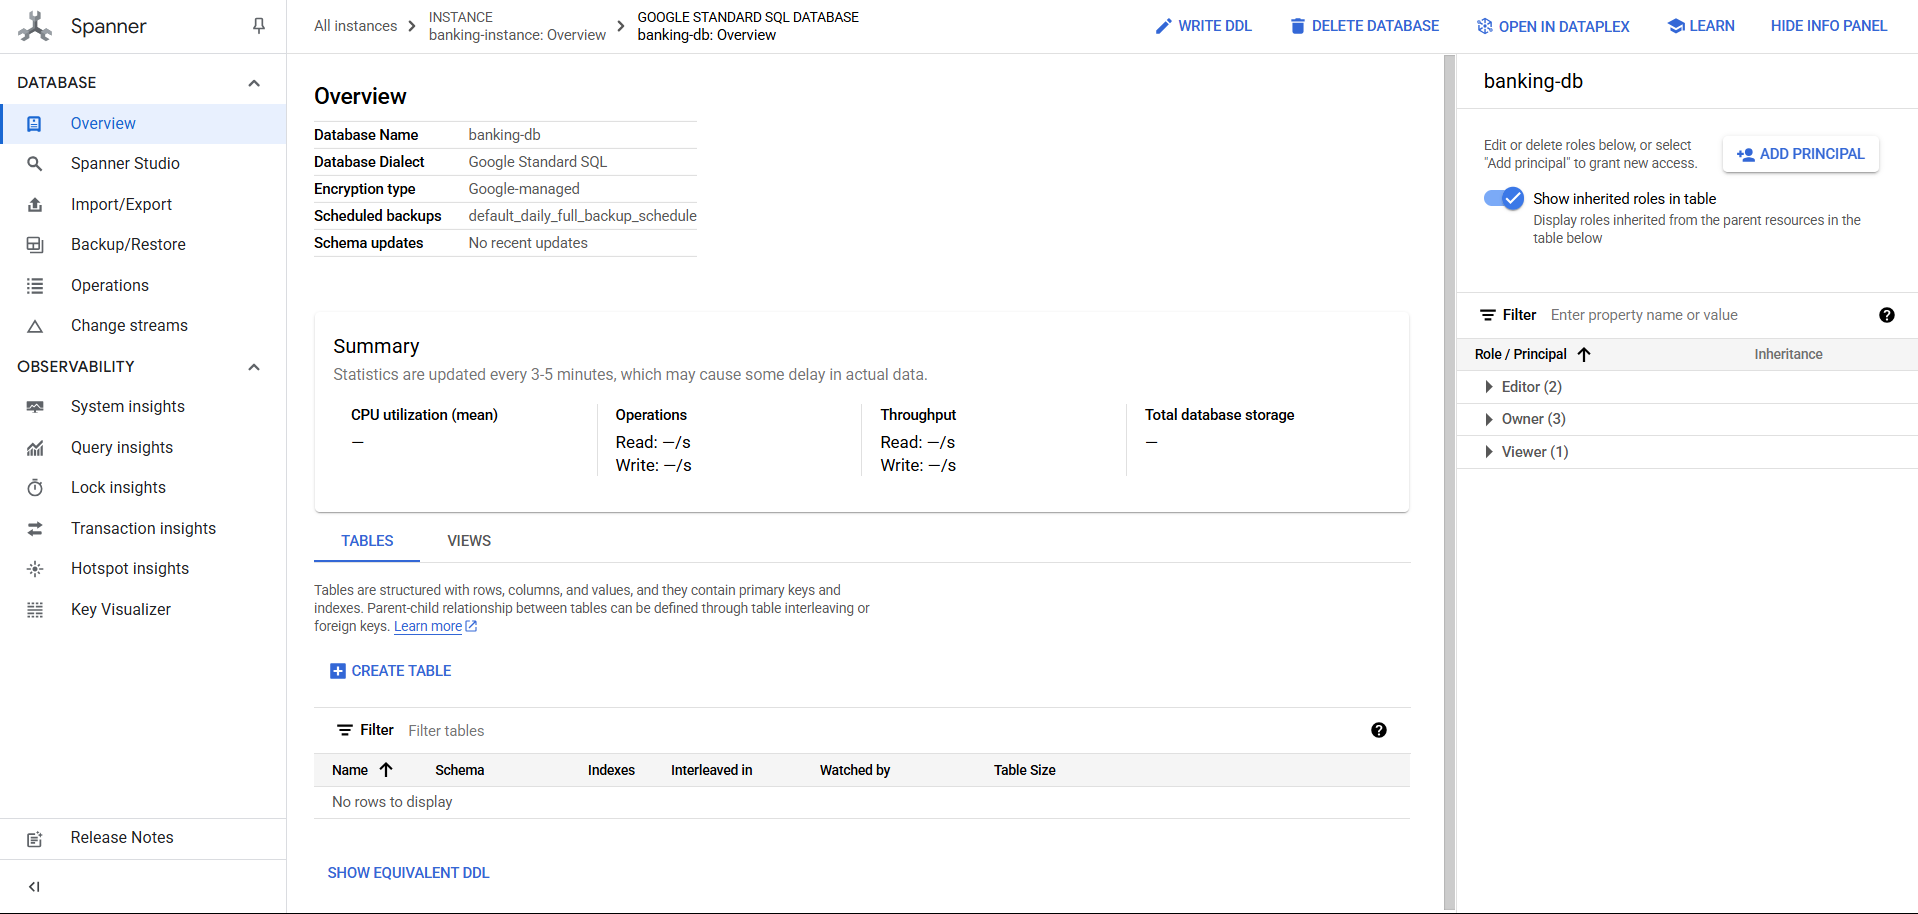 Spanner
All instances
INSTANCE
banking-instance: Overview
GOOGLE STANDARD SQL DATABASE
banking-db: Overview
WRITE DDL
DELETE DATABASE
OPEN IN DATAPLEX
LEARN
HIDE INFO PANEL
DATABASE
Overview
Spanner Studio
Import/Export
Backup/Restore
Operations
Change streams
OBSERVABILITY
System insights
Query insights
Lock insights
Transaction insights
Hotspot insights
Key Visualizer
Release Notes
Overview
Database Name banking-db
Database Dialect Google Standard SQL
Encryption type Google-managed
Scheduled backups default_daily_full_backup_schedule
Schema updates No recent updates
Summary
Statistics are updated every 3-5 minutes, which may cause some delay in actual data.
CPU utilization (mean)
—
Operations
Read: —/s
Write: —/s
Throughput
Read: —/s
Write: —/s
Total database storage
—
TABLES VIEWS
Tables are structured with rows, columns, and values, and they contain primary keys and
indexes. Parent-child relationship between tables can be defined through table interleaving or
foreign keys. Learn more
CREATE TABLE
Filter Filter tables
Name Schema Indexes Interleaved in Watched by Table Size
No rows to display
SHOW EQUIVALENT DDL
banking-db
Edit or delete roles below, or select
"Add principal" to grant new access.
ADD PRINCIPAL
Show inherited roles in table
Display roles inherited from the parent resources in the
table below
Filter Enter property name or value
Role / Principal Inheritance
Editor (2)
Owner (3)
Viewer (1)